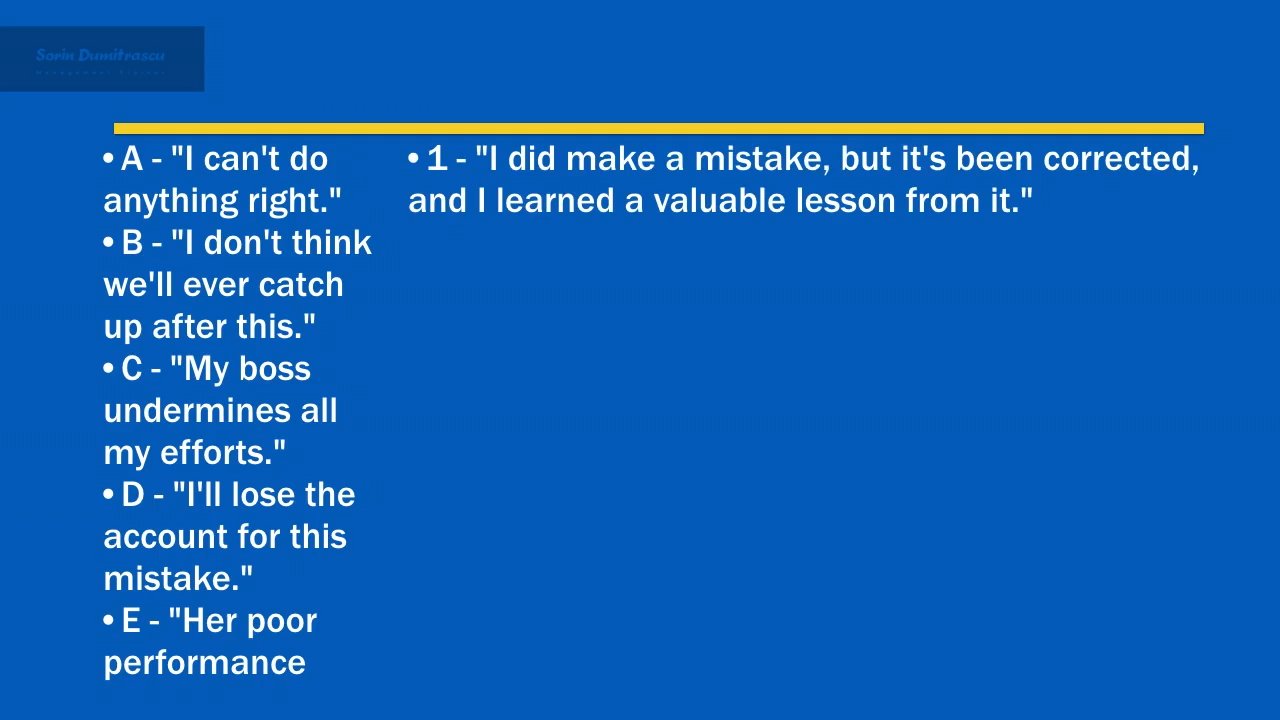 Sorin Dumitrascu
• A - "I can't do
anything right."
• B - "I don't think
we'll ever catch
up after this."
• C - "My boss
undermines all
my efforts."
• D - "I'll lose the
account for this
mistake."
• E - "Her poor
performance
• 1 - "I did make a mistake, but it's been corrected,
and I learned a valuable lesson from it."